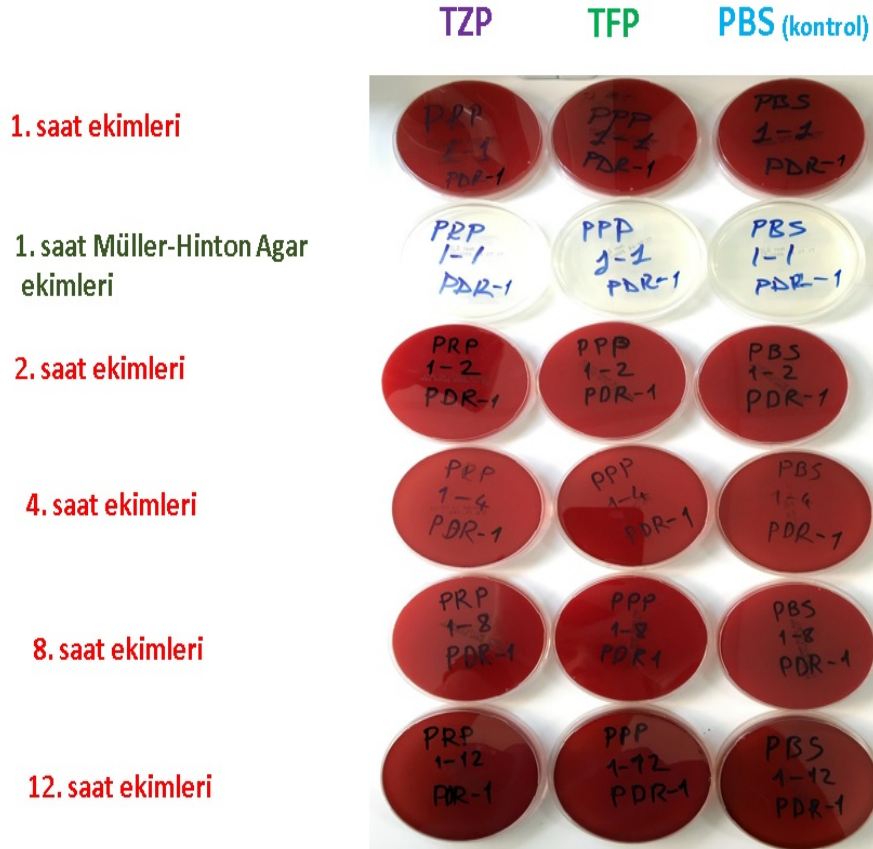 TZP TFP PBS (kontrol)
1. saat ekimleri
PRP
1-1
PDR-1
PPP
1-1
PDR-1
PBS
1-1
PDR-1
1. saat Müller-Hinton Agar
ekimleri
PRP
1-1
PDR-1
PPP
1-1
PDR-1
PBS
1-1
PDR-1
2. saat ekimleri
PRP
1-2
PDR-1
PPP
1-2
PDR-1
PBS
1-2
PDR-1
4. saat ekimleri
PRP
1-4
PDR-1
PPP
1-4
PDR-1
PBS
1-4
PDR-1
8. saat ekimleri
PRP
1-8
PDR-1
PPP
1-8
PDR1
PBS
1-8
PDR-1
12. saat ekimleri
PRP
1-12
PDR-1
PPP
1-12
PDR-1
PBS
1-12
PDR-1